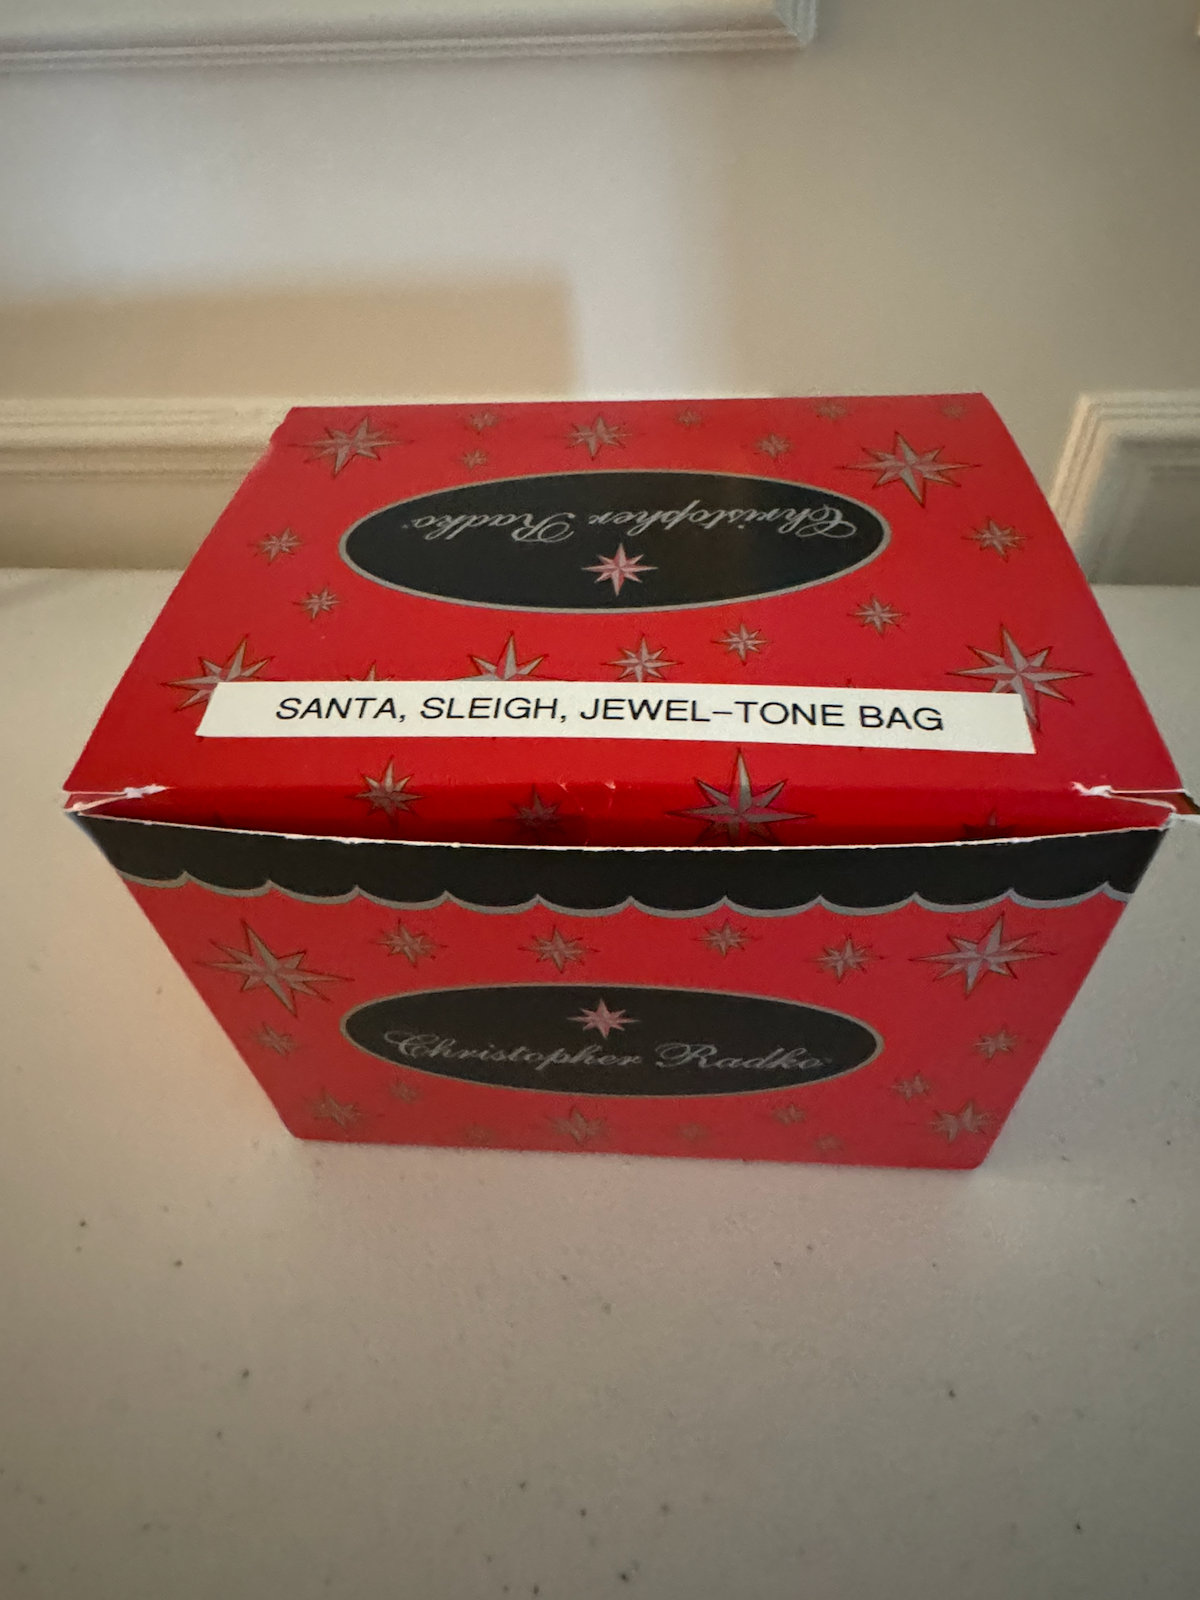 Christopher Radko
SANTA, SLEIGH, JEWEL-TONE BAG
Christopher Radko